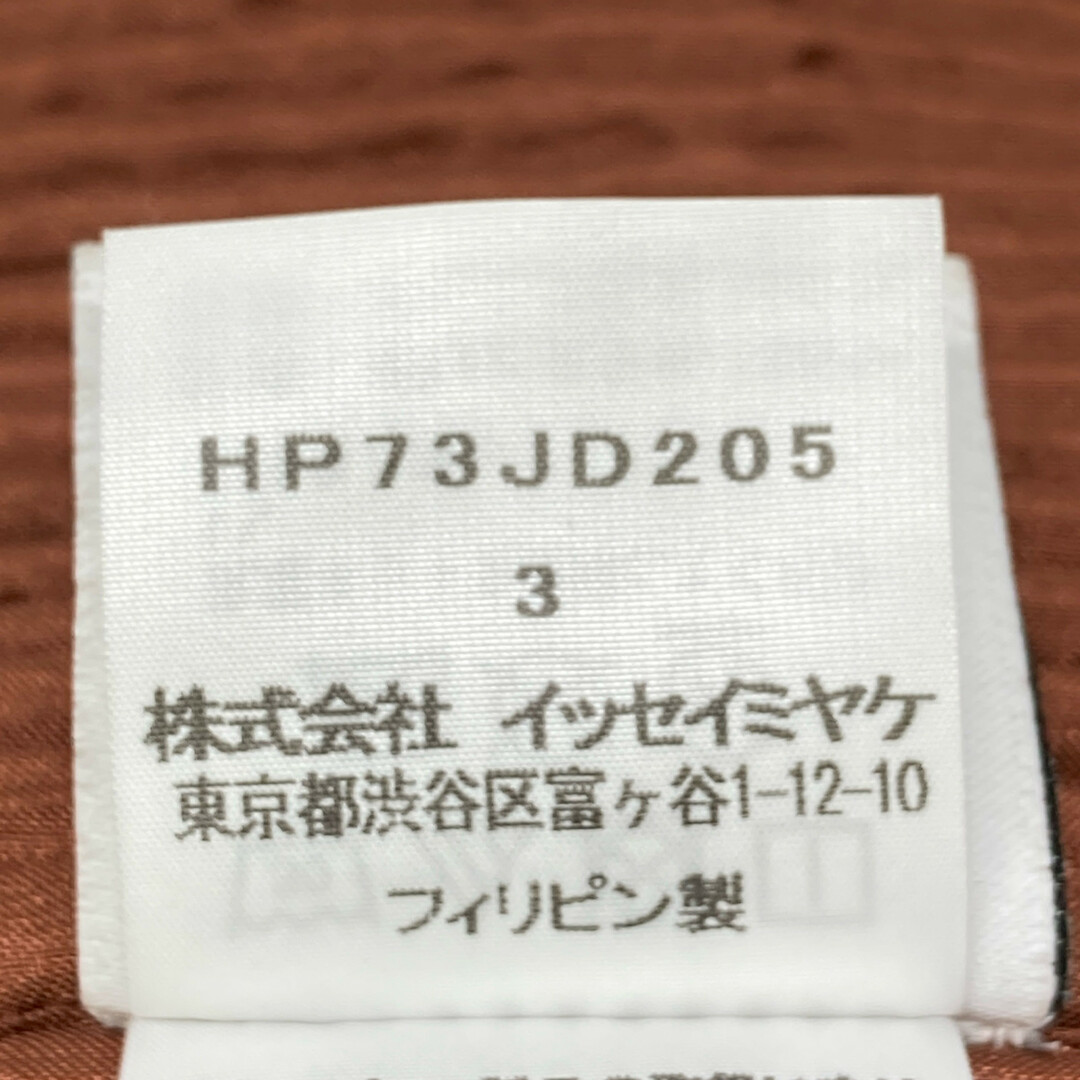 HP73JD205
3
株式会社 イッセイミヤケ
東京都渋谷区富ヶ谷1-12-10
フィリピン製